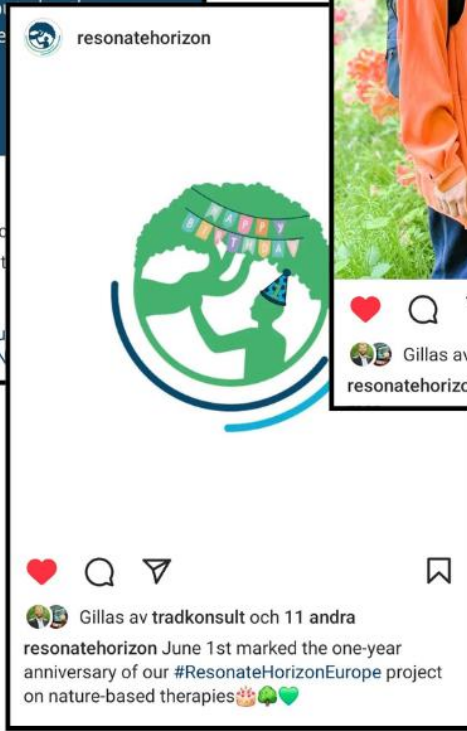 resonatehorizon
HAPPY
BIRTHDAY
Gillas av tradkonsult och 11 andra
resonatehorizon June 1st marked the one-year
anniversary of our #ResonateHorizonEurope project
on nature-based therapies🎂🌳💚
Gillas av